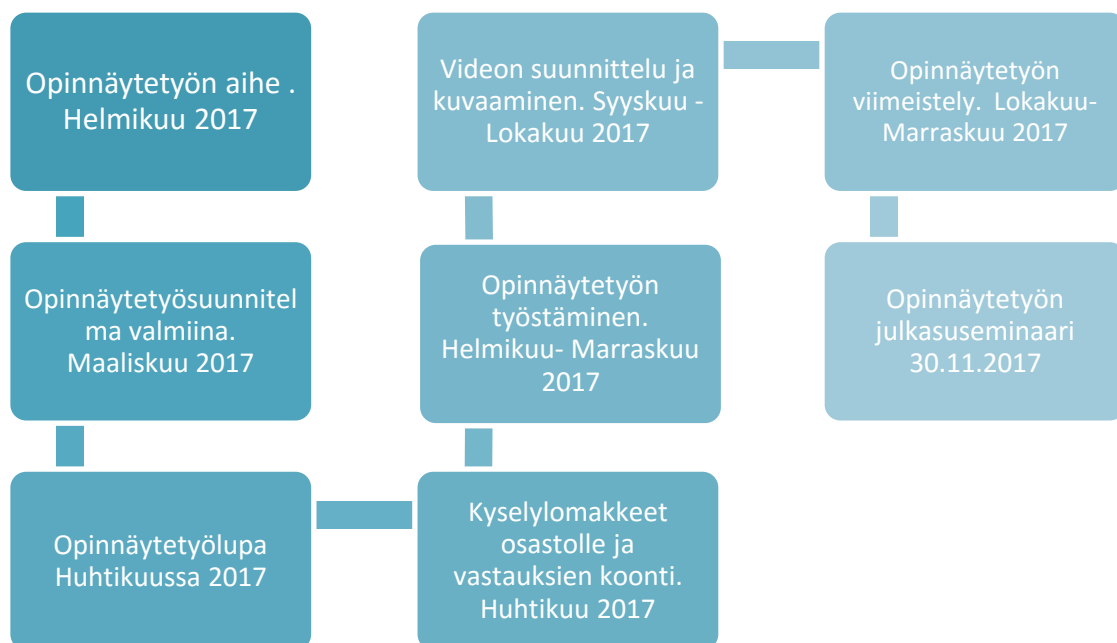 Opinnäytetyön aihe .
Helmikuu 2017
Opinnäytetyösuunnitel
ma valmiina.
Maaliskuu 2017
Opinnäytetyölupa
Huhtikuussa 2017
Kyselylomakkeet
osastolle ja
vastauksien koonti.
Huhtikuu 2017
Opinnäytetyön
työstäminen.
Helmikuu- Marraskuu
2017
Videon suunnittelu ja
kuvaaminen. Syyskuu -
Lokakuu 2017
Opinnäytetyön
viimeistely. Lokakuu-
Marraskuu 2017
Opinnäytetyön
julkasuseminaari
30.11.2017